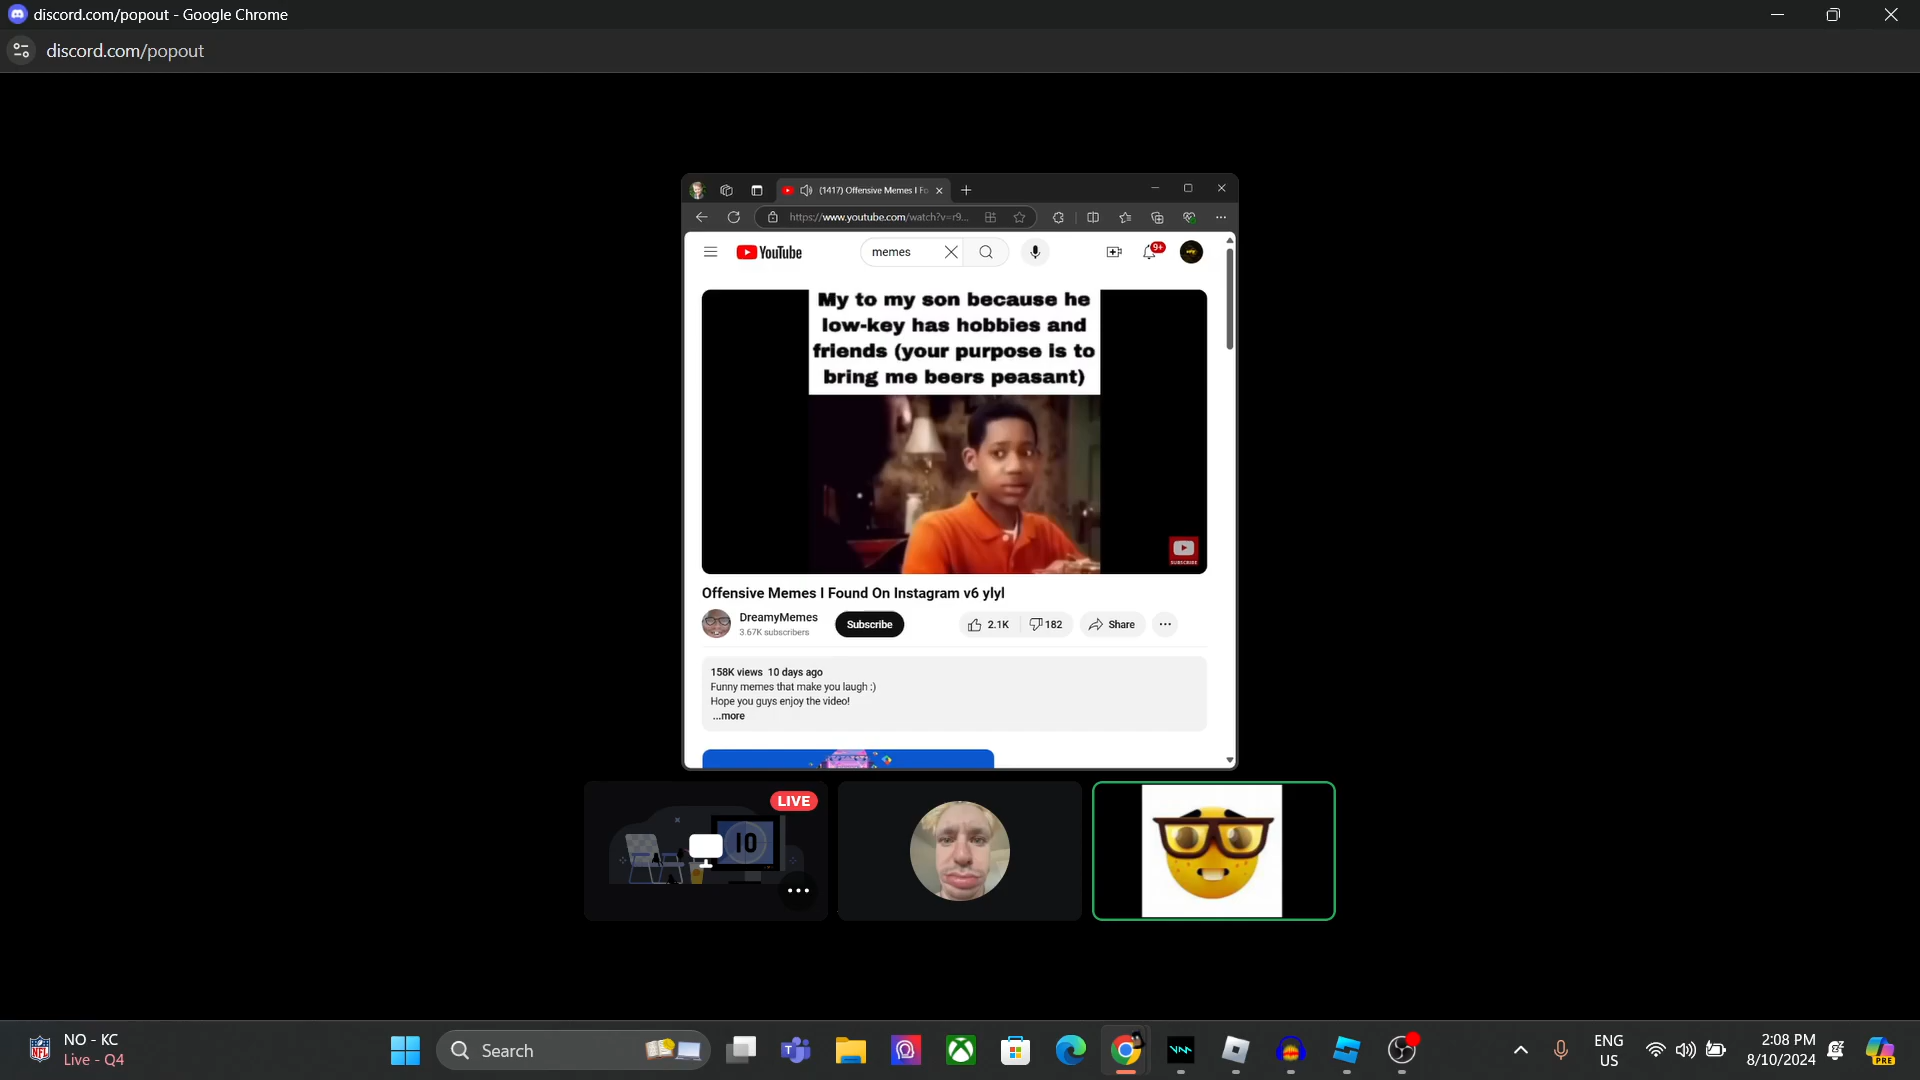 discord.com/popout - Google Chrome
discord.com/popout
(1417) Offensive Memes I Fo
https://www.youtube.com/watch?v=r9...
YouTube
memes
9+
My to my son because he
low-key has hobbies and
friends (your purpose is to
bring me beers peasant)
SUBSCRIBE
Offensive Memes I Found On Instagram v6 ylyl
DreamyMemes
3.67K subscribers
Subscribe
2.1K
182
Share
158K views 10 days ago
Funny memes that make you laugh :)
Hope you guys enjoy the video!
...more
LIVE
10
NO - KC
Live - Q4
Search
ENG
US
2:08 PM
8/10/2024
PRE